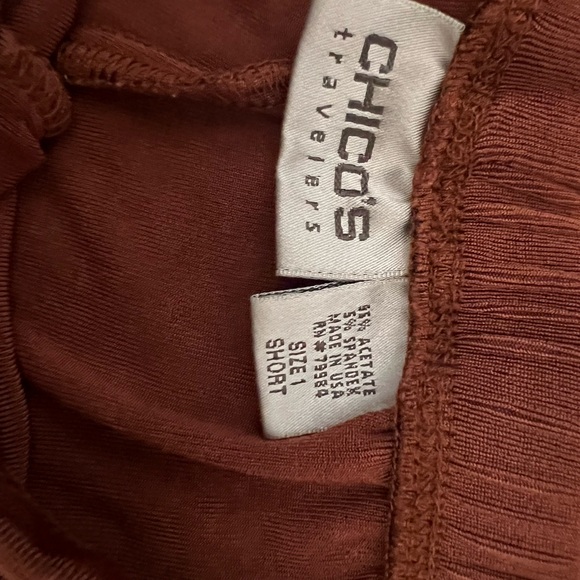 CHICO'S
travelers
95% ACETATE
5% SPANDEX
MADE IN USA
RN# 79984
SIZE 1
SHORT